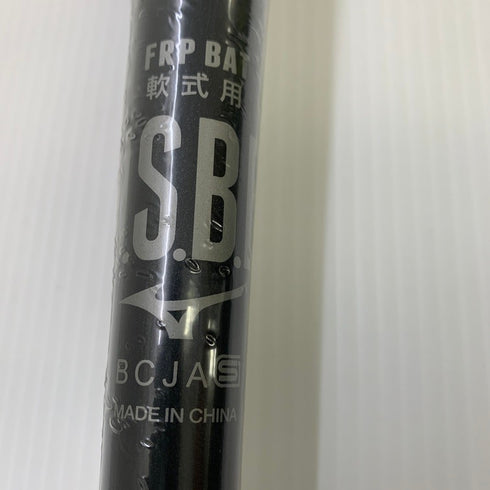 FRP BAT
軟式用
.S.B.
BCJA S
MADE IN CHINA